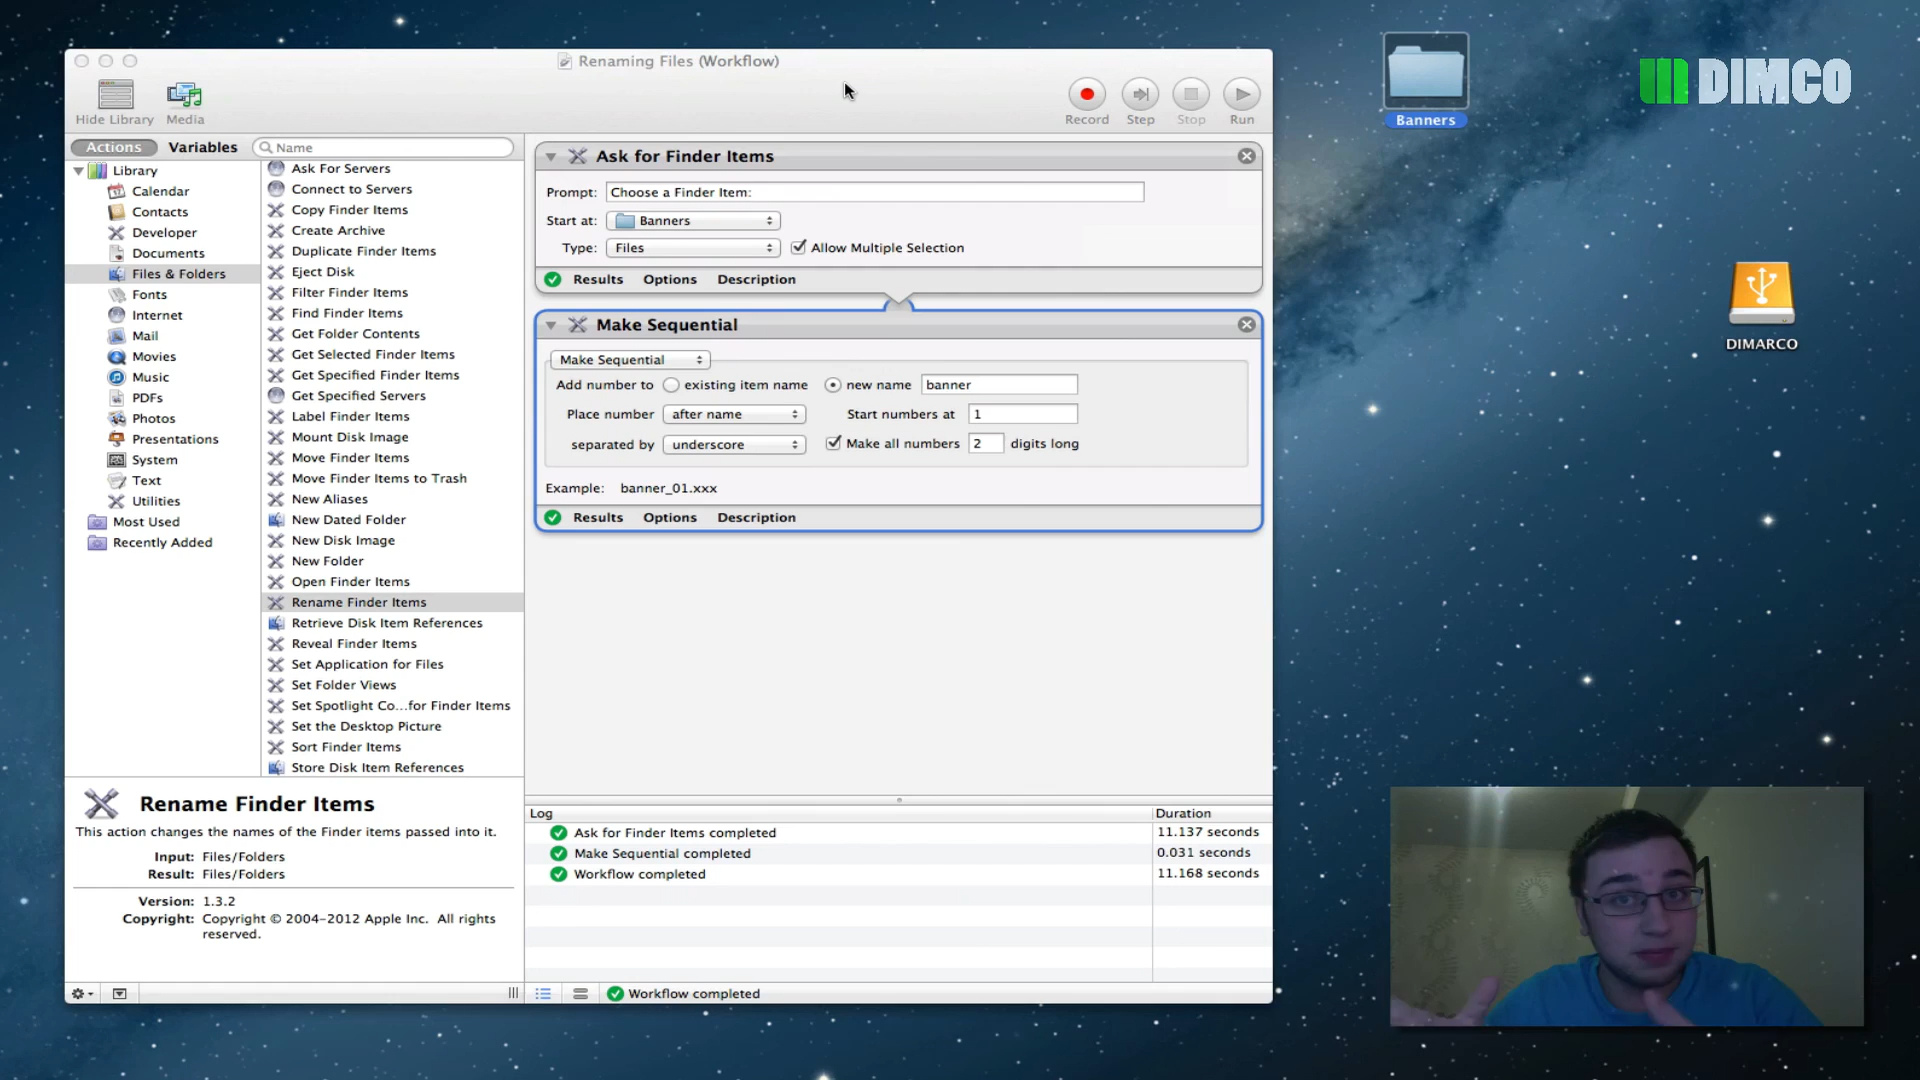 Renaming Files (Workflow)
Hide Library
Media
Record
Step
Stop
Run
Actions
Variables
Name
Library
Calendar
Contacts
Developer
Documents
Files & Folders
Fonts
Internet
Mail
Movies
Music
PDFs
Photos
Presentations
System
Text
Utilities
Most Used
Recently Added
Ask For Servers
Connect to Servers
Copy Finder Items
Create Archive
Duplicate Finder Items
Eject Disk
Filter Finder Items
Find Finder Items
Get Folder Contents
Get Selected Finder Items
Get Specified Finder Items
Get Specified Servers
Label Finder Items
Mount Disk Image
Move Finder Items
Move Finder Items to Trash
New Aliases
New Dated Folder
New Disk Image
New Folder
Open Finder Items
Rename Finder Items
Retrieve Disk Item References
Reveal Finder Items
Set Application for Files
Set Folder Views
Set Spotlight Co...for Finder Items
Set the Desktop Picture
Sort Finder Items
Store Disk Item References
Ask for Finder Items
Prompt: Choose a Finder Item:
Start at: Banners
Type: Files Allow Multiple Selection
Results Options Description
Make Sequential
Make Sequential
Add number to existing item name new name banner
Place number after name Start numbers at 1
separated by underscore Make all numbers 2 digits long
Example: banner_01.xxx
Results Options Description
Rename Finder Items
This action changes the names of the Finder items passed into it.
Input: Files/Folders
Result: Files/Folders
Version: 1.3.2
Copyright: Copyright © 2004-2012 Apple Inc. All rights
reserved.
Log Duration
Ask for Finder Items completed 11.137 seconds
Make Sequential completed 0.031 seconds
Workflow completed 11.168 seconds
Workflow completed
Banners
DIMCO
DIMARCO